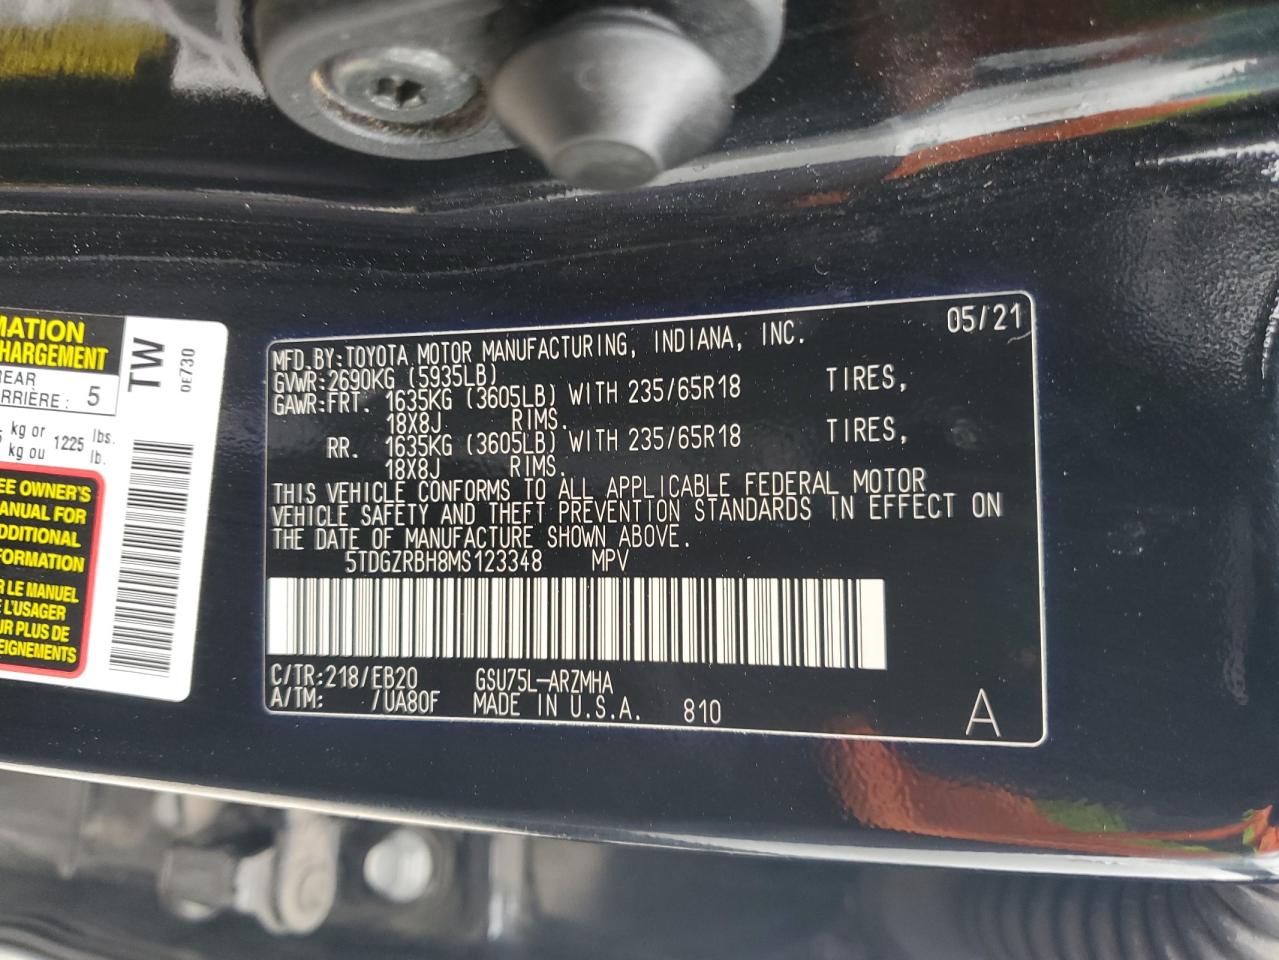 MATION
HARGEMENT
REAR
RRIÈRE : 5
kg or 1225 lbs.
kg ou lb.
EE OWNER'S
ANUAL FOR
DDITIONAL
FORMATION
R LE MANUEL
L'USAGER
UR PLUS DE
EIGNEMENTS
TW
0E730
05/21
MFD.BY:TOYOTA MOTOR MANUFACTURING, INDIANA, INC.
GVWR:2690KG (5935LB)
GAWR:FRT. 1635KG (3605LB) WITH 235/65R18 TIRES,
18X8J RIMS.
RR. 1635KG (3605LB) WITH 235/65R18 TIRES,
18X8J RIMS.
THIS VEHICLE CONFORMS TO ALL APPLICABLE FEDERAL MOTOR
VEHICLE SAFETY AND THEFT PREVENTION STANDARDS IN EFFECT ON
THE DATE OF MANUFACTURE SHOWN ABOVE.
5TDGZRBH8MS123348 MPV
C/TR:218/EB20 GSU75L-ARZMHA
A/TM: /UA80F MADE IN U.S.A. 810
A